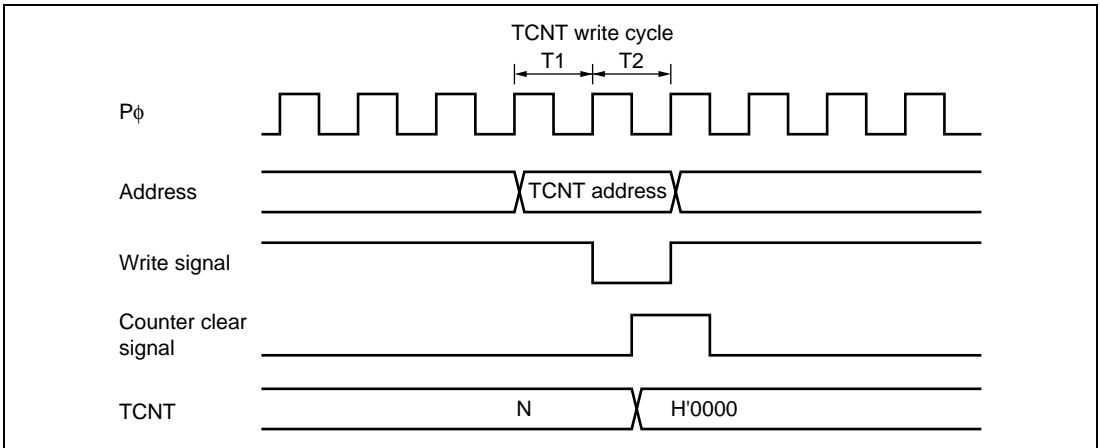 TCNT write cycle
T1 T2
Pϕ
Address
TCNT address
Write signal
Counter clear
signal
TCNT
N
H'0000